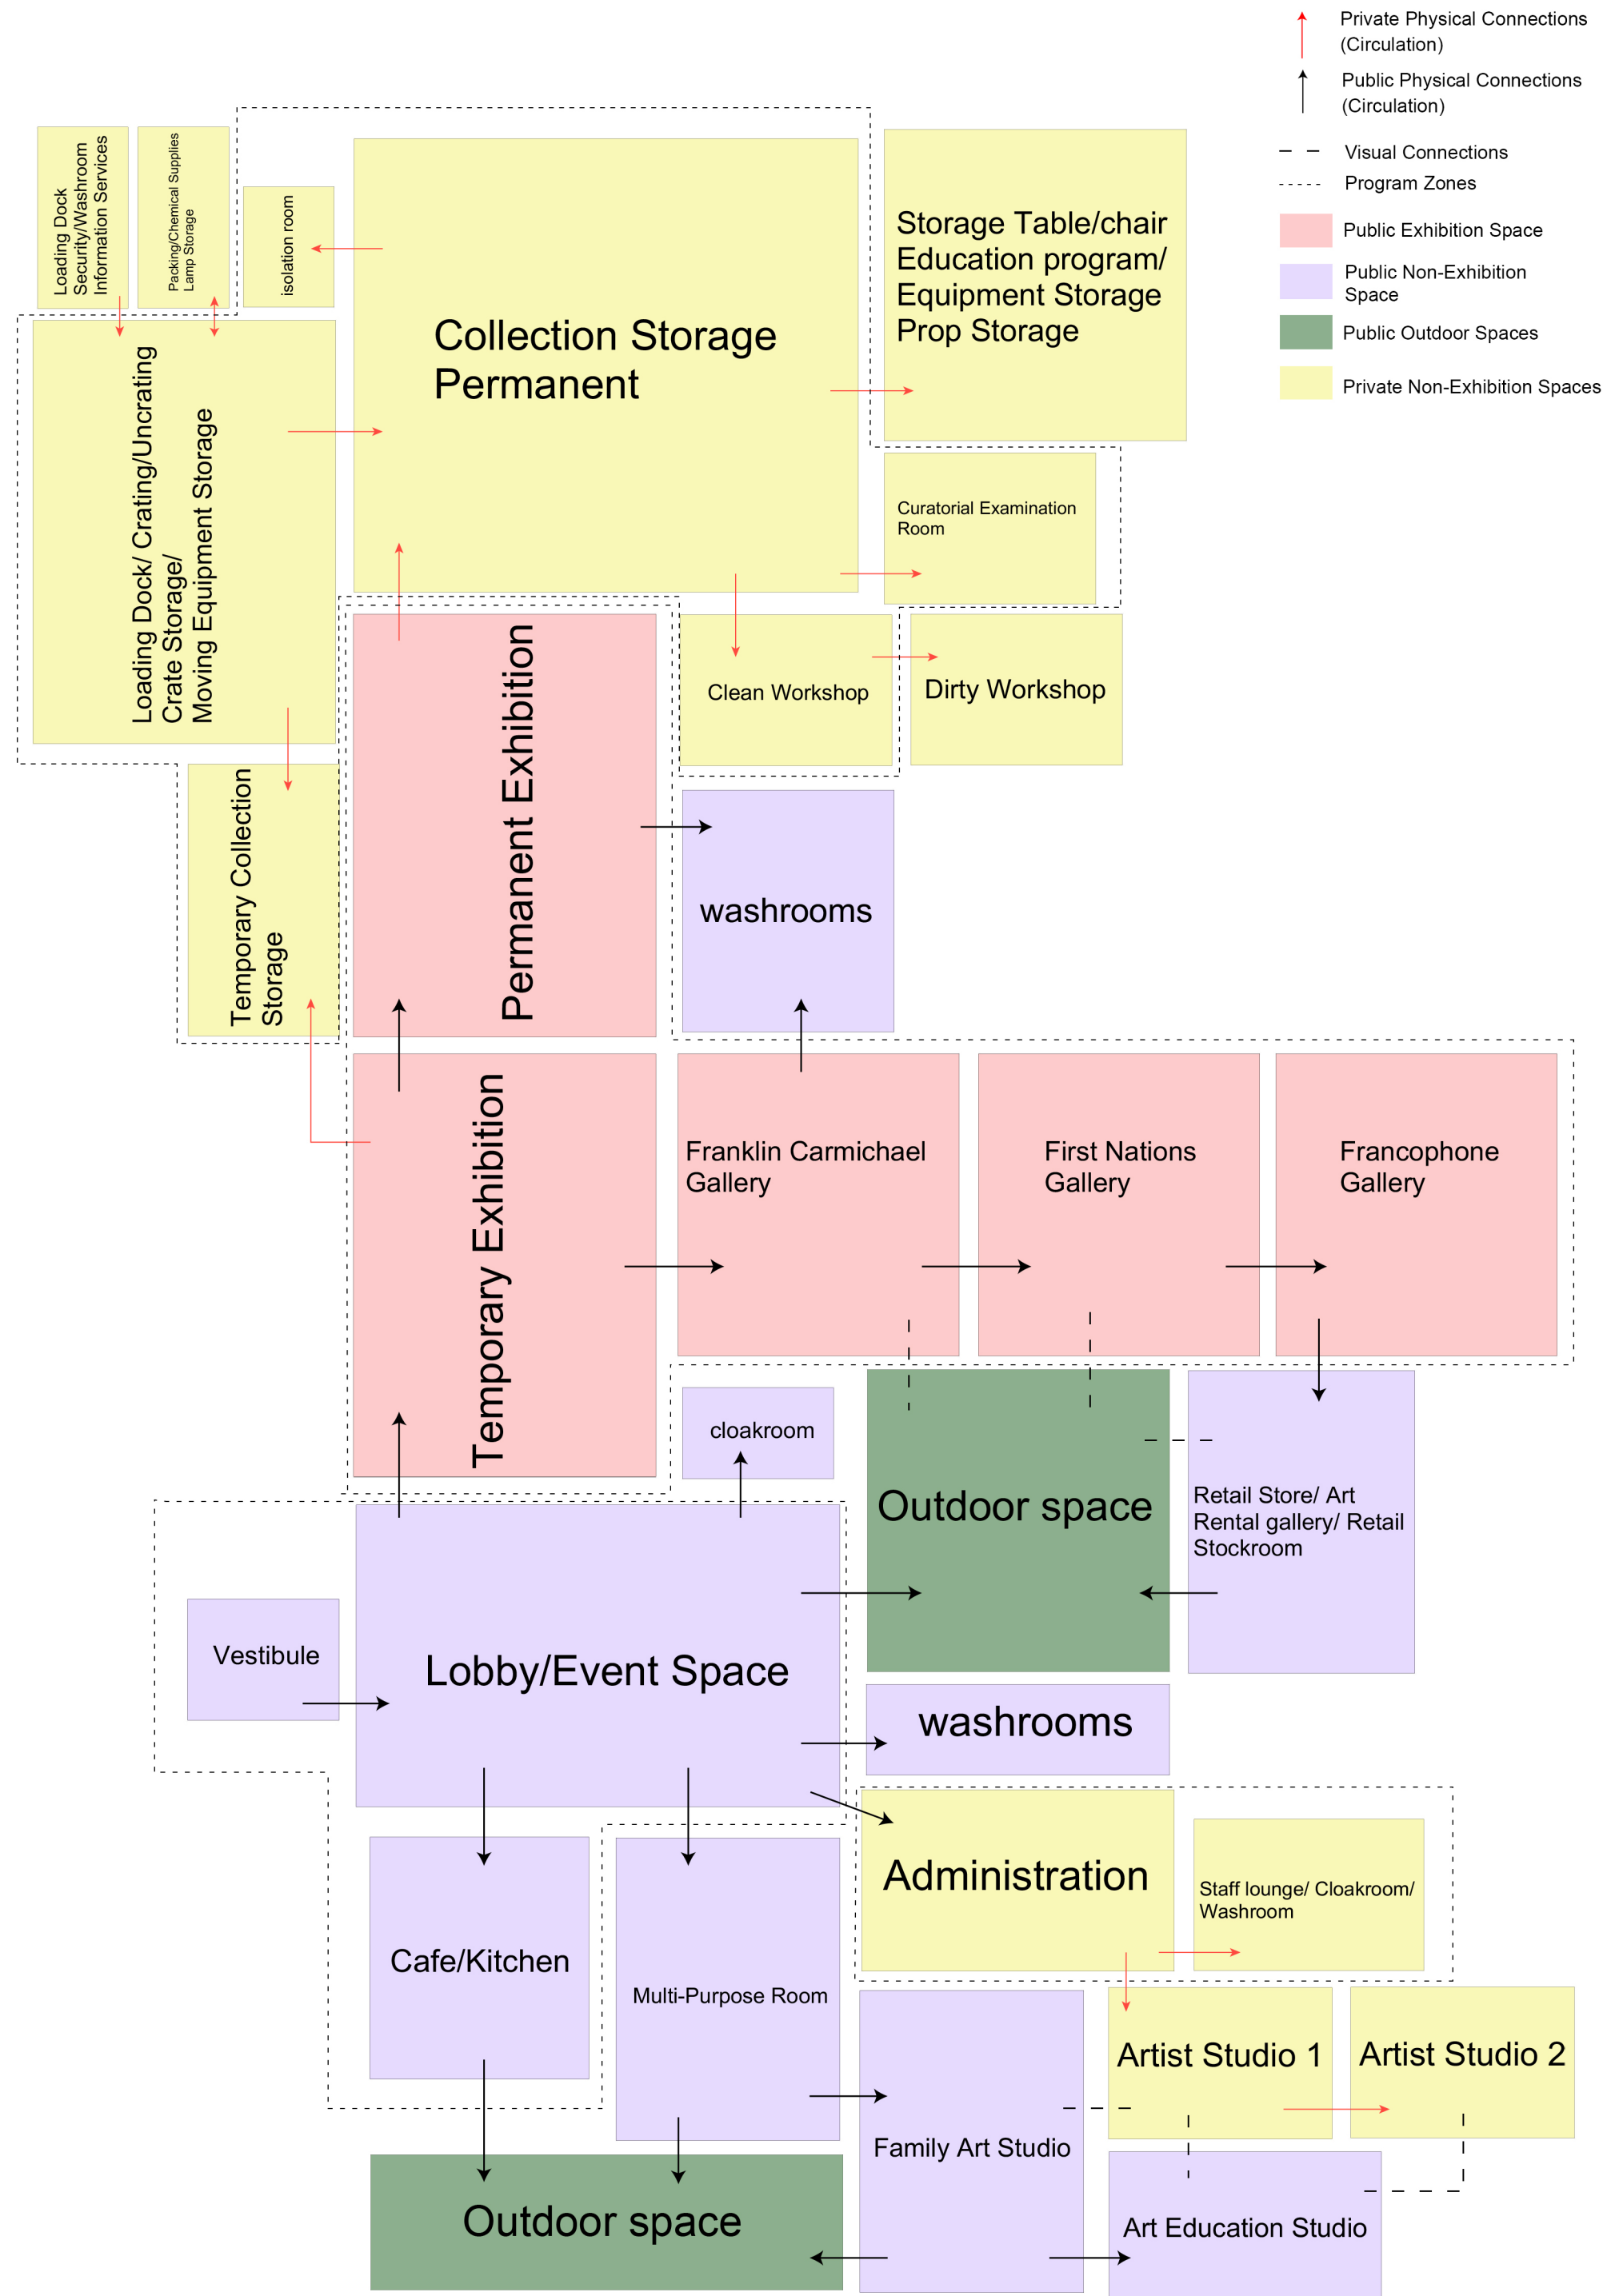 Private Physical Connections
(Circulation)
Public Physical Connections
(Circulation)
Visual Connections
Program Zones
Public Exhibition Space
Public Non-Exhibition
Space
Public Outdoor Spaces
Private Non-Exhibition Spaces
Loading Dock
Security/Washroom
Information Services
Packing/Chemical Supplies
Lamp Storage
isolation room
Collection Storage
Permanent
Storage Table/chair
Education program/
Equipment Storage
Prop Storage
Loading Dock/ Crating/Uncrating
Crate Storage/
Moving Equipment Storage
Curatorial Examination
Room
Permanent Exhibition
Clean Workshop
Dirty Workshop
Temporary Collection
Storage
washrooms
Temporary Exhibition
Franklin Carmichael
Gallery
First Nations
Gallery
Francophone
Gallery
cloakroom
Outdoor space
Retail Store/ Art
Rental gallery/ Retail
Stockroom
Vestibule
Lobby/Event Space
washrooms
Administration
Staff lounge/ Cloakroom/
Washroom
Cafe/Kitchen
Multi-Purpose Room
Artist Studio 1
Artist Studio 2
Family Art Studio
Outdoor space
Art Education Studio